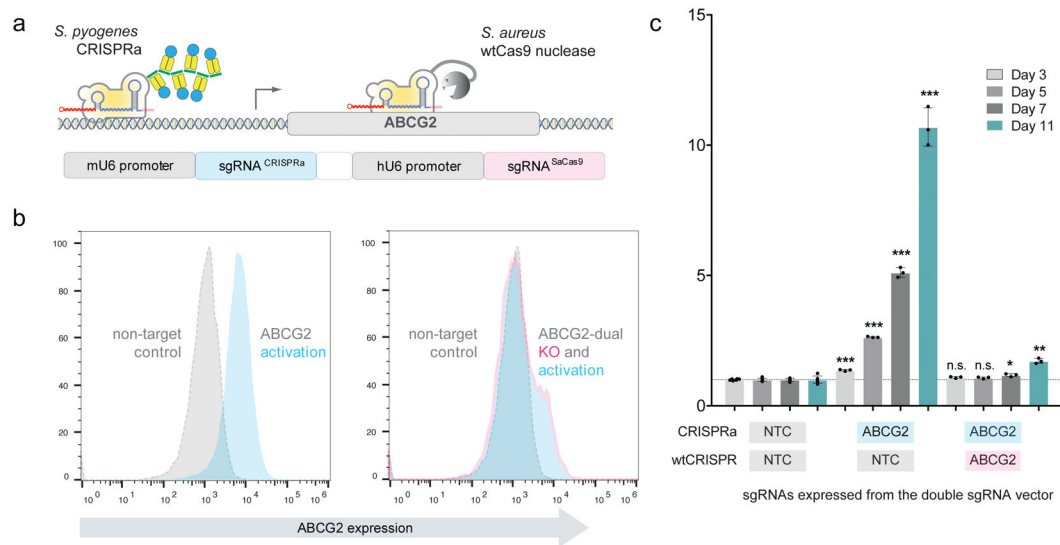 a
S. pyogenes
CRISPRa
S. aureus
wtCas9 nuclease
ABCG2
mU6 promoter
sgRNA CRISPRa
hU6 promoter
sgRNA SaCas9
b
100
80
60
40
20
0
non-target
control
ABCG2
activation
10^0 10^1 10^2 10^3 10^4 10^5 10^6
100
80
60
40
20
0
non-target
control
ABCG2-dual
KO and
activation
10^0 10^1 10^2 10^3 10^4 10^5 10^6
ABCG2 expression
c
15
10
5
0
Day 3
Day 5
Day 7
Day 11
*** *** *** ***
n.s. n.s. * **
CRISPRa NTC ABCG2 ABCG2
wtCRISPR NTC NTC ABCG2
sgRNAs expressed from the double sgRNA vector